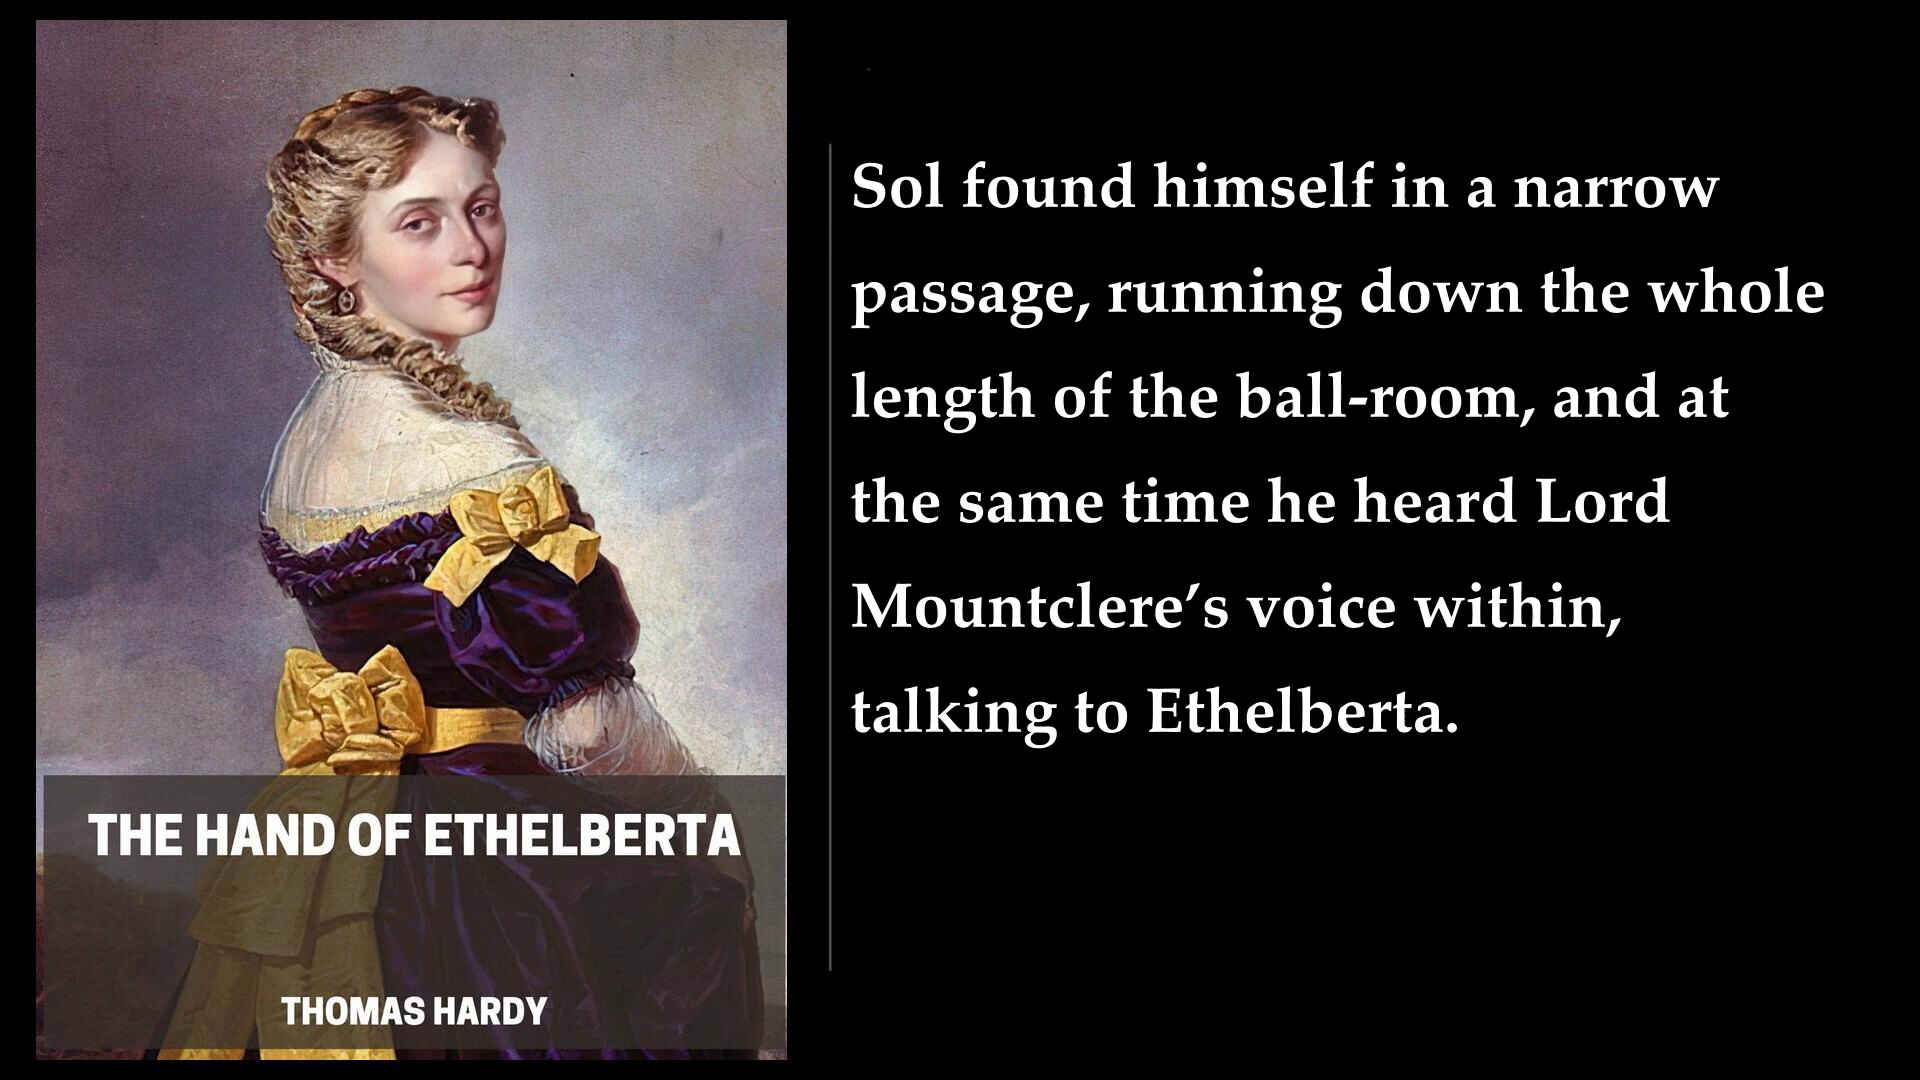 THE HAND OF ETHELBERTA
THOMAS HARDY
Sol found himself in a narrow
passage, running down the whole
length of the ball-room, and at
the same time he heard Lord
Mountclere’s voice within,
talking to Ethelberta.